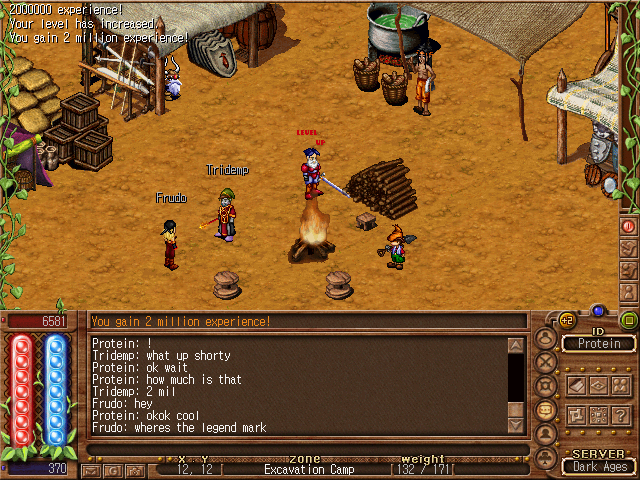 2000000 experience!
Your level has increased.
You gain 2 million experience!
LEVEL
UP
Tridemp
Frudo
6581
You gain 2 million experience!
+2
ID
Protein
Protein: !
Tridemp: what up shorty
Protein: ok wait
Protein: how much is that
Tridemp: 2 mil
Frudo: hey
Protein: okok cool
Frudo: wheres the legend mark
370
x y zone weight
12, 12 [ Excavation Camp [132 / 171[
G
?
SERVER
Dark Ages